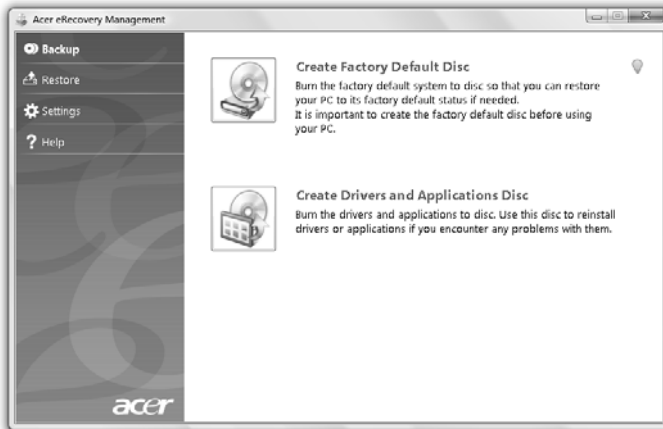 Acer eRecovery Management
Backup
Restore
Settings
Help
Create Factory Default Disc
Burn the factory default system to disc so that you can restore
your PC to its factory default status if needed.
It is important to create the factory default disc before using
your PC.
Create Drivers and Applications Disc
Burn the drivers and applications to disc. Use this disc to reinstall
drivers or applications if you encounter any problems with them.
acer